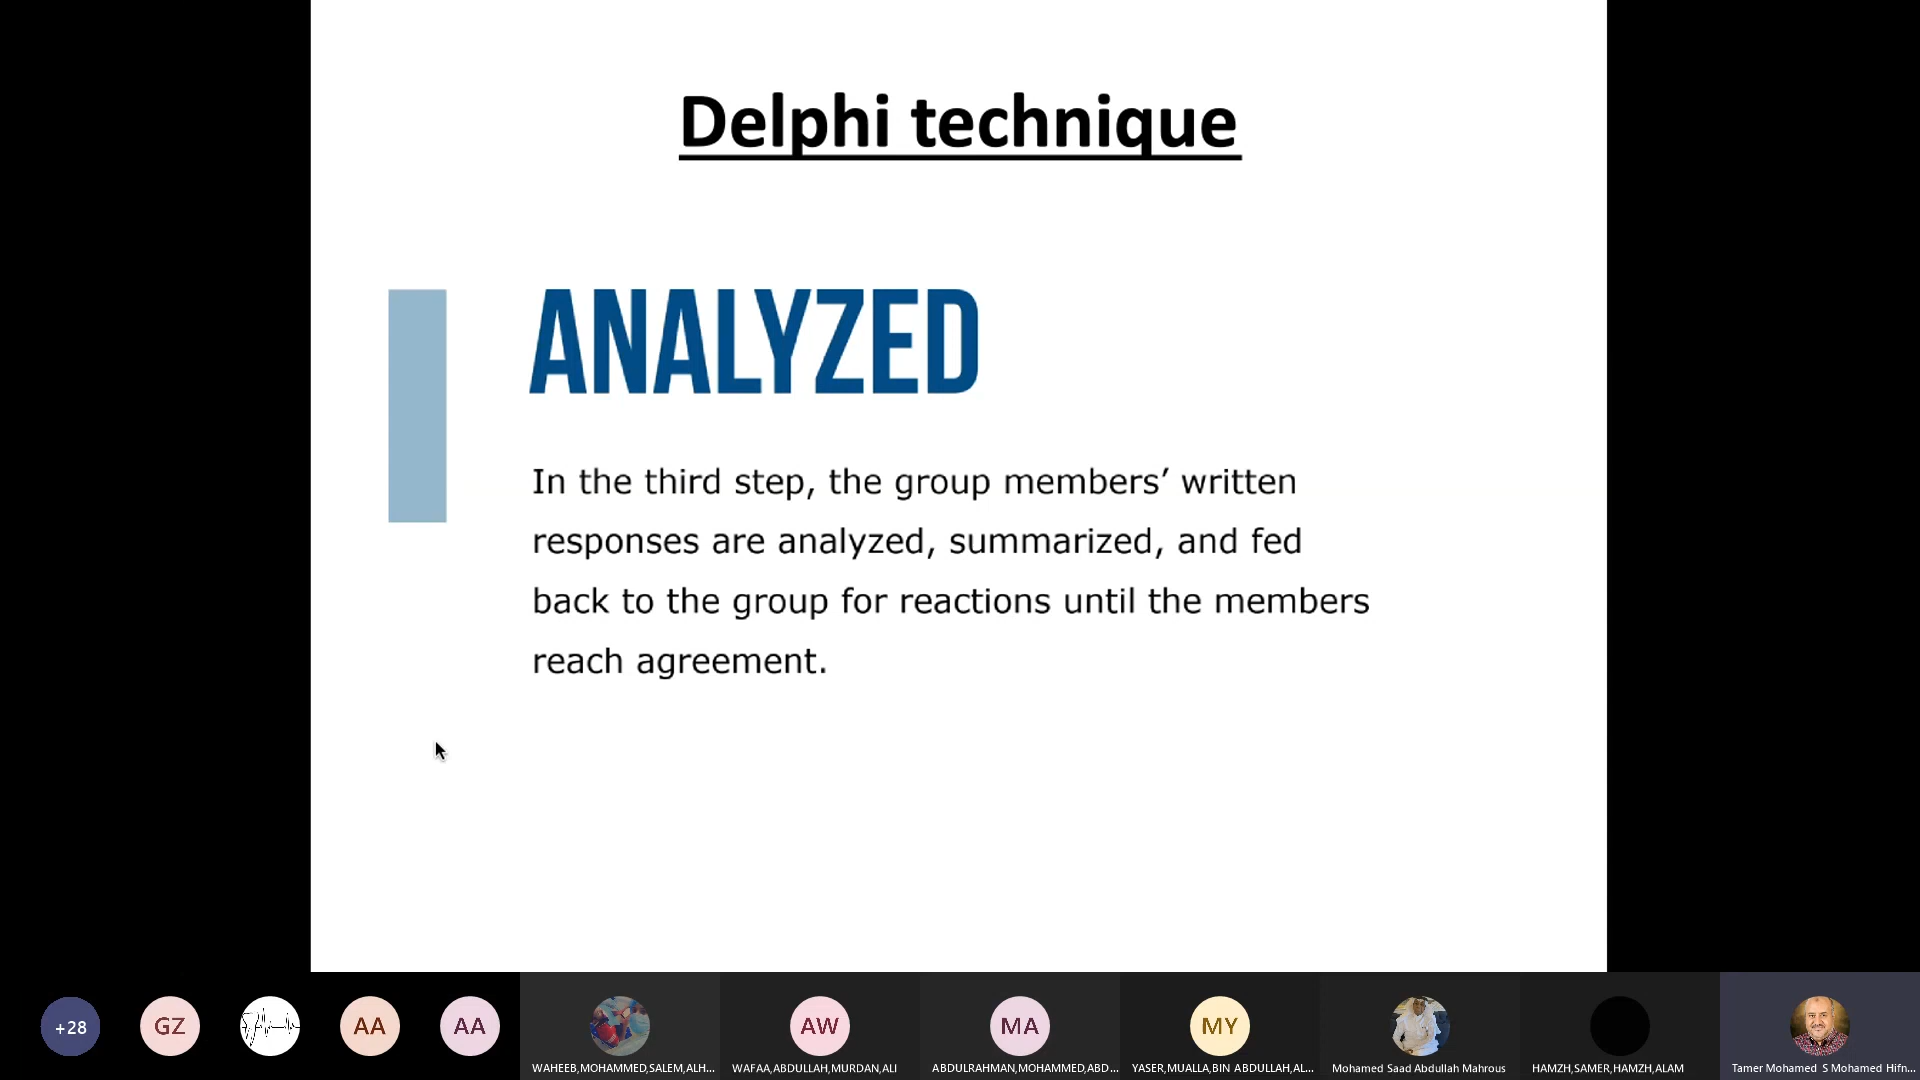 Delphi technique
ANALYZED
In the third step, the group members’ written
responses are analyzed, summarized, and fed
back to the group for reactions until the members
reach agreement.
+28
GZ
AA
AA
AW
MA
MY
WAHEEB,MOHAMMED,SALEM,ALH...
WAFAA,ABDULLAH,MURDAN,ALI
ABDULRAHMAN,MOHAMMED,ABD...
YASER,MUALLA,BIN ABDULLAH,AL...
Mohamed Saad Abdullah Mahrous
HAMZH,SAMER,HAMZH,ALAM
Tamer Mohamed S Mohamed Hifn...